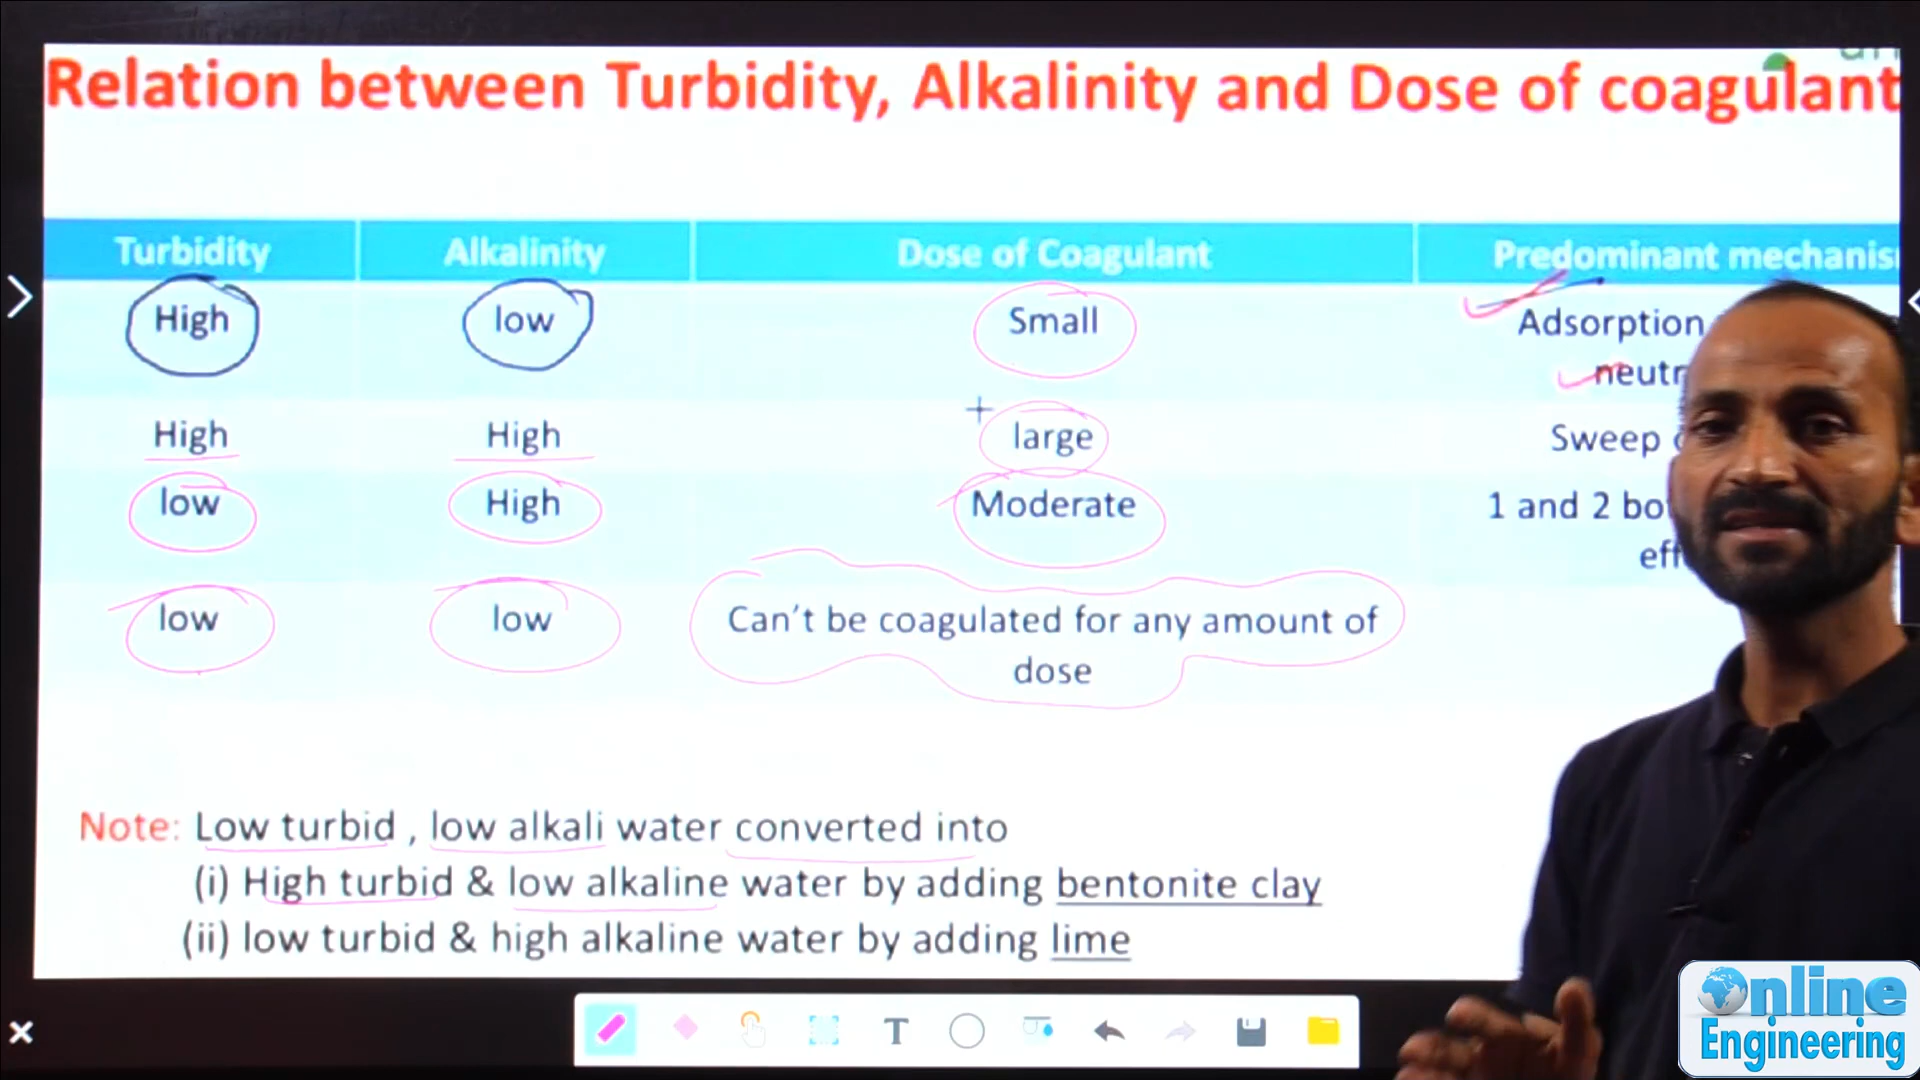 Relation between Turbidity, Alkalinity and Dose of coagulant
Turbidity Alkalinity Dose of Coagulant Predominant
High low Small Adsorption
High High large Sweep
low High Moderate 1 and 2
low low Can't be coagulated for any amount of
dose
Note: Low turbid , low alkali water converted into
(i) High turbid & low alkaline water by adding bentonite clay
(ii) low turbid & high alkaline water by adding lime
T
Online
Engineering